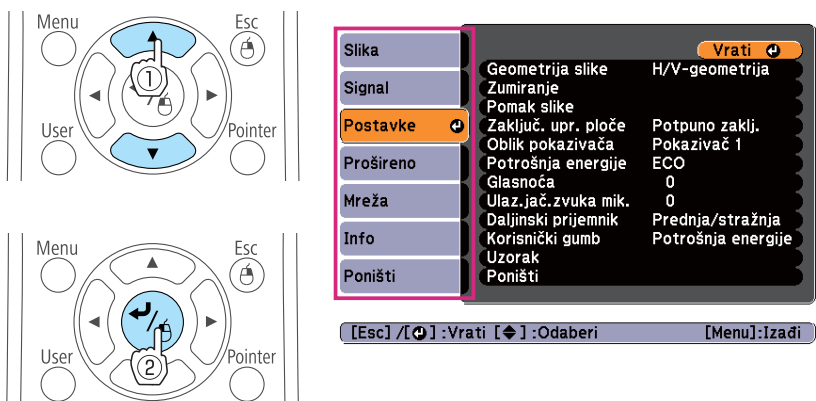 Menu Esc
1
User Pointer
Menu Esc
2
User Pointer
Slika
Signal
Postavke
Prošireno
Mreža
Info
Poništi
Vrati
Geometrija slike H/V-geometrija
Zumiranje
Pomak slike
Zaključ. upr. ploče Potpuno zaklj.
Oblik pokazivača Pokazivač 1
Potrošnja energije ECO
Glasnoća 0
Ulaz.jač.zvuka mik. 0
Daljinski prijemnik Prednja/stražnja
Korisnički gumb Potrošnja energije
Uzorak
Poništi
[Esc] /[ ] :Vrati [ ] :Odaberi [Menu]:Izađi